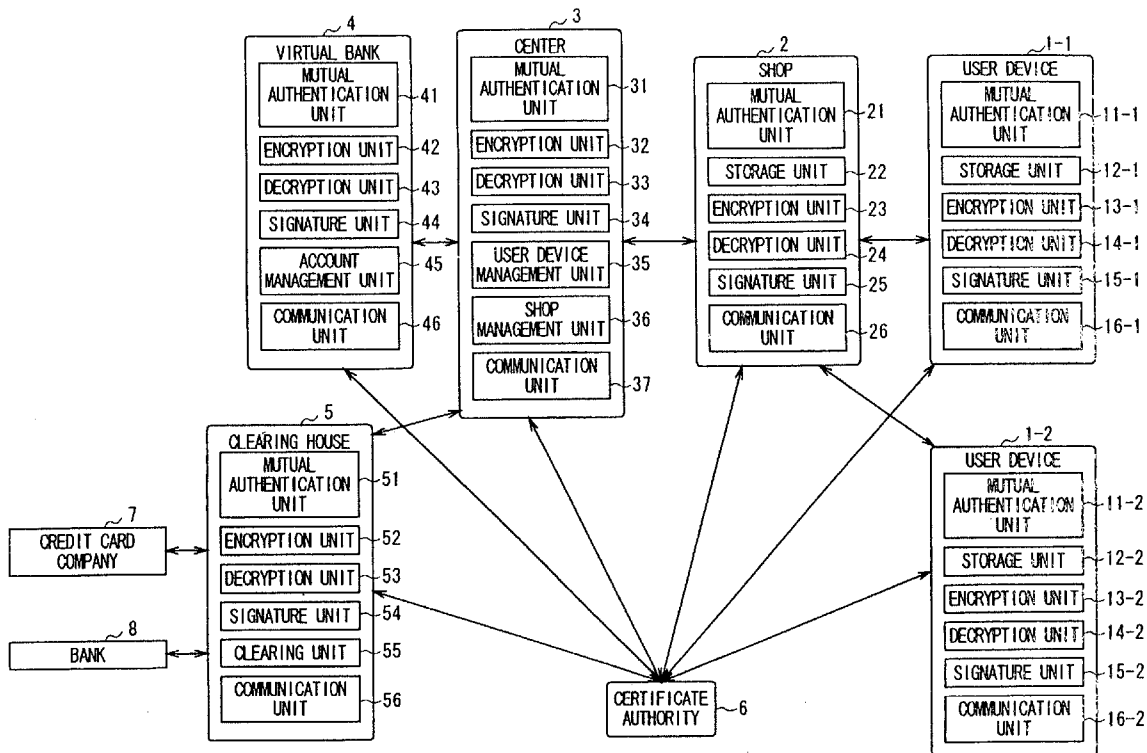 4
VIRTUAL BANK
MUTUAL
AUTHENTICATION
UNIT
41
ENCRYPTION UNIT
42
DECRYPTION UNIT
43
SIGNATURE UNIT
44
ACCOUNT
MANAGEMENT UNIT
45
COMMUNICATION
UNIT
46
3
CENTER
MUTUAL
AUTHENTICATION
UNIT
31
ENCRYPTION UNIT
32
DECRYPTION UNIT
33
SIGNATURE UNIT
34
USER DEVICE
MANAGEMENT UNIT
35
SHOP
MANAGEMENT UNIT
36
COMMUNICATION
UNIT
37
2
SHOP
MUTUAL
AUTHENTICATION
UNIT
21
STORAGE UNIT
22
ENCRYPTION UNIT
23
DECRYPTION UNIT
24
SIGNATURE UNIT
25
COMMUNICATION
UNIT
26
1-1
USER DEVICE
MUTUAL
AUTHENTICATION
UNIT
11-1
STORAGE UNIT
12-1
ENCRYPTION UNIT
13-1
DECRYPTION UNIT
14-1
SIGNATURE UNIT
15-1
COMMUNICATION
UNIT
16-1
5
CLEARING HOUSE
MUTUAL
AUTHENTICATION
UNIT
51
ENCRYPTION UNIT
52
DECRYPTION UNIT
53
SIGNATURE UNIT
54
CLEARING UNIT
55
COMMUNICATION
UNIT
56
7
CREDIT CARD
COMPANY
8
BANK
CERTIFICATE
AUTHORITY
6
1-2
USER DEVICE
MUTUAL
AUTHENTICATION
UNIT
11-2
STORAGE UNIT
12-2
ENCRYPTION UNIT
13-2
DECRYPTION UNIT
14-2
SIGNATURE UNIT
15-2
COMMUNICATION
UNIT
16-2